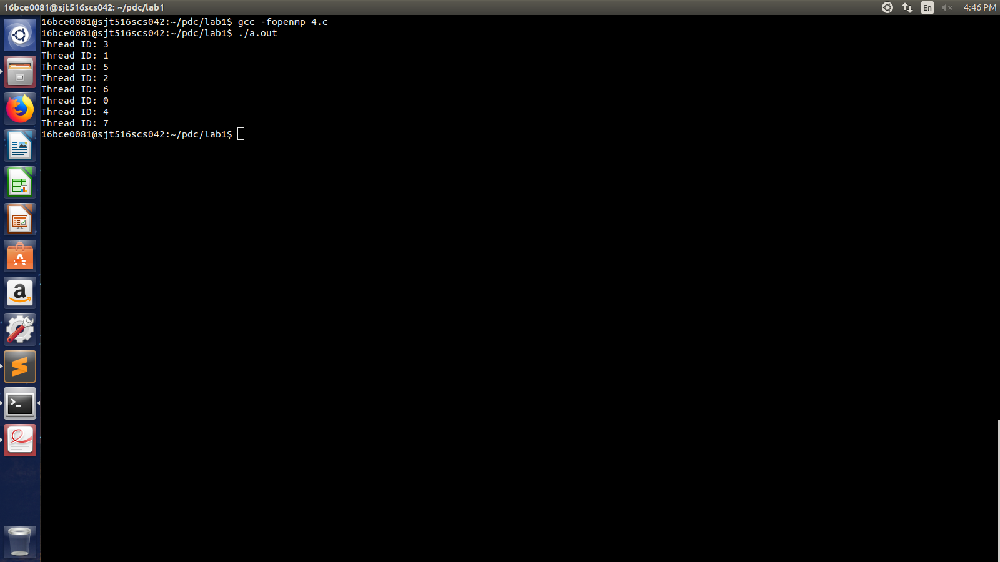 16bce0081@sjt516scs042: ~/pdc/lab1
En
4:46 PM
16bce0081@sjt516scs042:~/pdc/lab1$ gcc -fopenmp 4.c
16bce0081@sjt516scs042:~/pdc/lab1$ ./a.out
Thread ID: 3
Thread ID: 1
Thread ID: 5
Thread ID: 2
Thread ID: 6
Thread ID: 0
Thread ID: 4
Thread ID: 7
16bce0081@sjt516scs042:~/pdc/lab1$